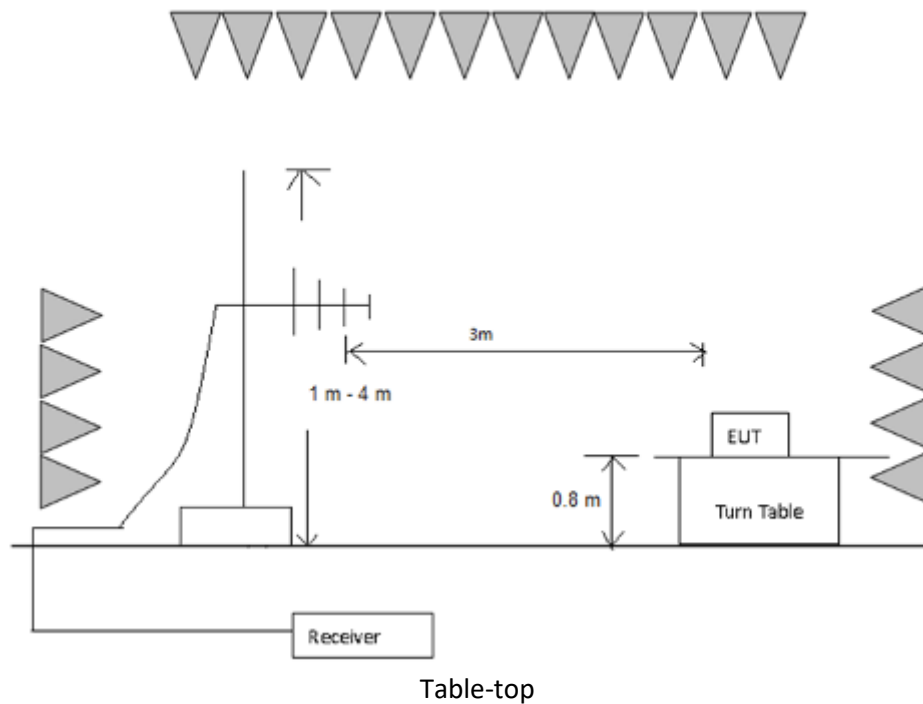 3m
1 m - 4 m
EUT
0.8 m
Turn Table
Receiver
Table-top